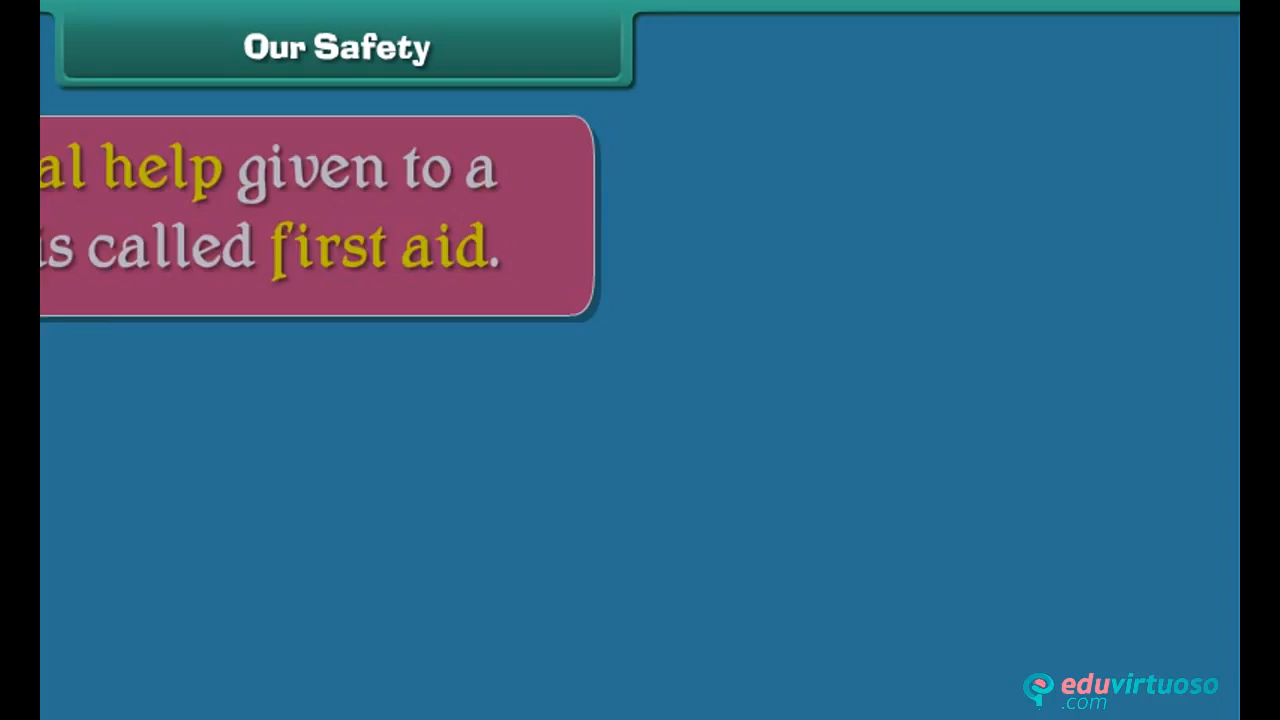 Our Safety
al help given to a
is called first aid.
eduvirtuoso
.com